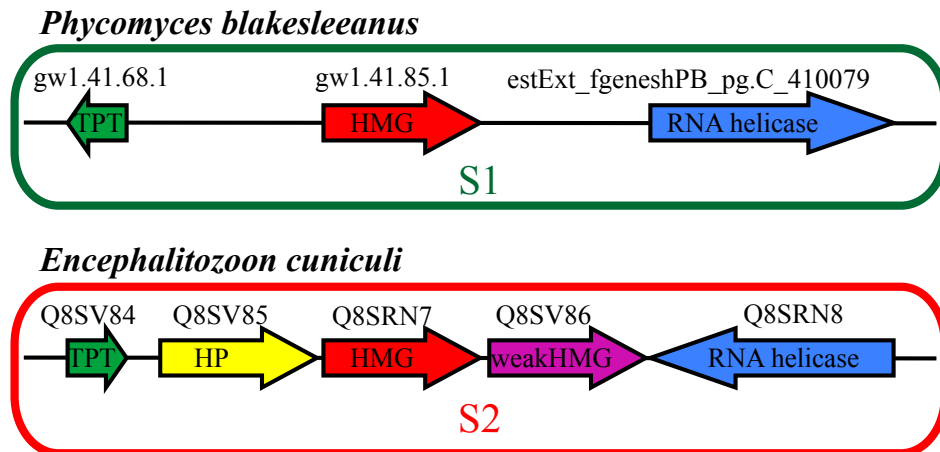 Phycomyces blakesleeanus
gw1.41.68.1 gw1.41.85.1 estExt_fgeneshPB_pg.C_410079
TPT HMG RNA helicase
S1
Encephalitozoon cuniculi
Q8SV84 Q8SV85 Q8SRN7 Q8SV86 Q8SRN8
TPT HP HMG weakHMG RNA helicase
S2